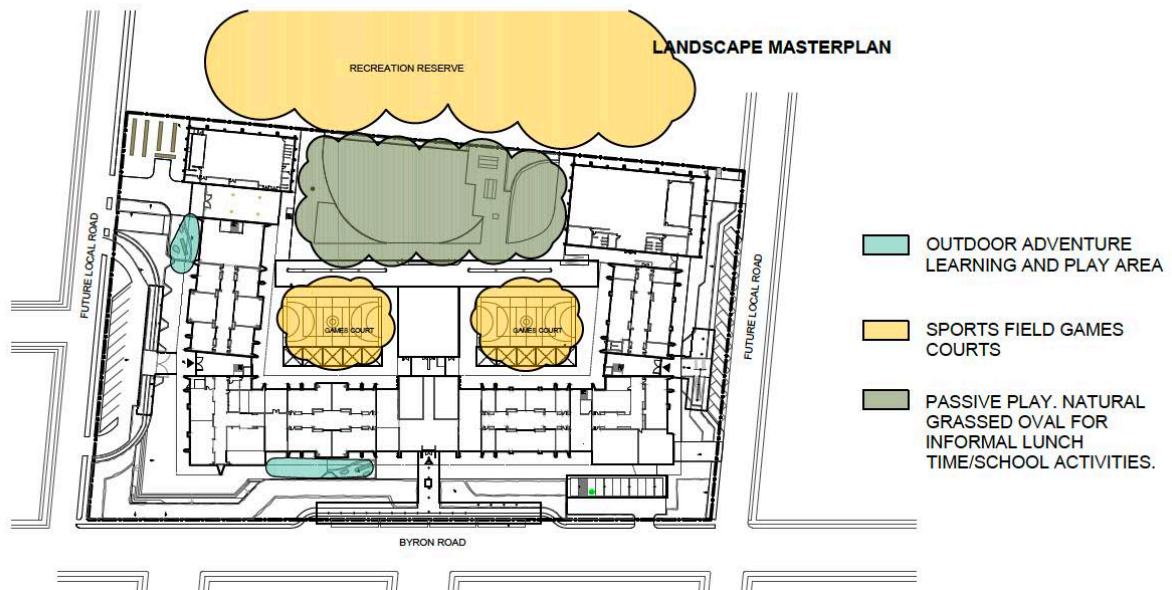 LANDSCAPE MASTERPLAN
RECREATION RESERVE
FUTURE LOCAL ROAD
GAMES COURT
GAMES COURT
FUTURE LOCAL ROAD
BYRON ROAD
OUTDOOR ADVENTURE
LEARNING AND PLAY AREA
SPORTS FIELD GAMES
COURTS
PASSIVE PLAY. NATURAL
GRASSED OVAL FOR
INFORMAL LUNCH
TIME/SCHOOL ACTIVITIES.